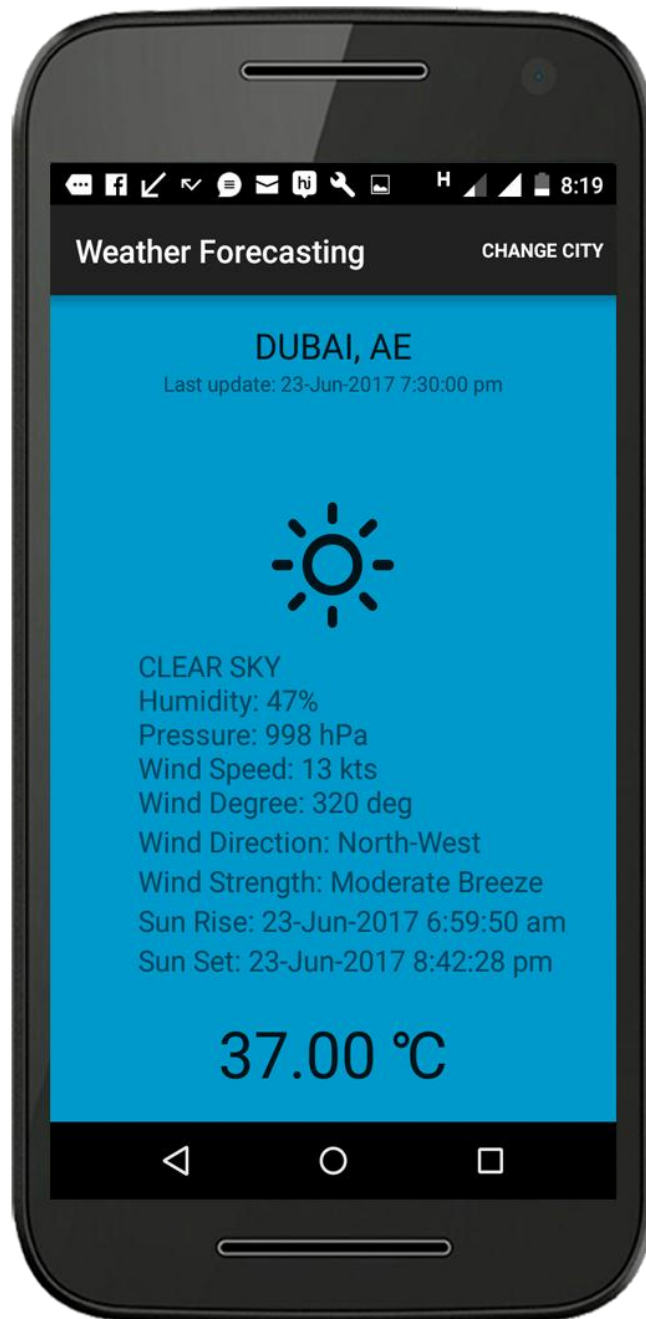 H 8:19
Weather Forecasting CHANGE CITY
DUBAI, AE
Last update: 23-Jun-2017 7:30:00 pm
CLEAR SKY
Humidity: 47%
Pressure: 998 hPa
Wind Speed: 13 kts
Wind Degree: 320 deg
Wind Direction: North-West
Wind Strength: Moderate Breeze
Sun Rise: 23-Jun-2017 6:59:50 am
Sun Set: 23-Jun-2017 8:42:28 pm
37.00 °C